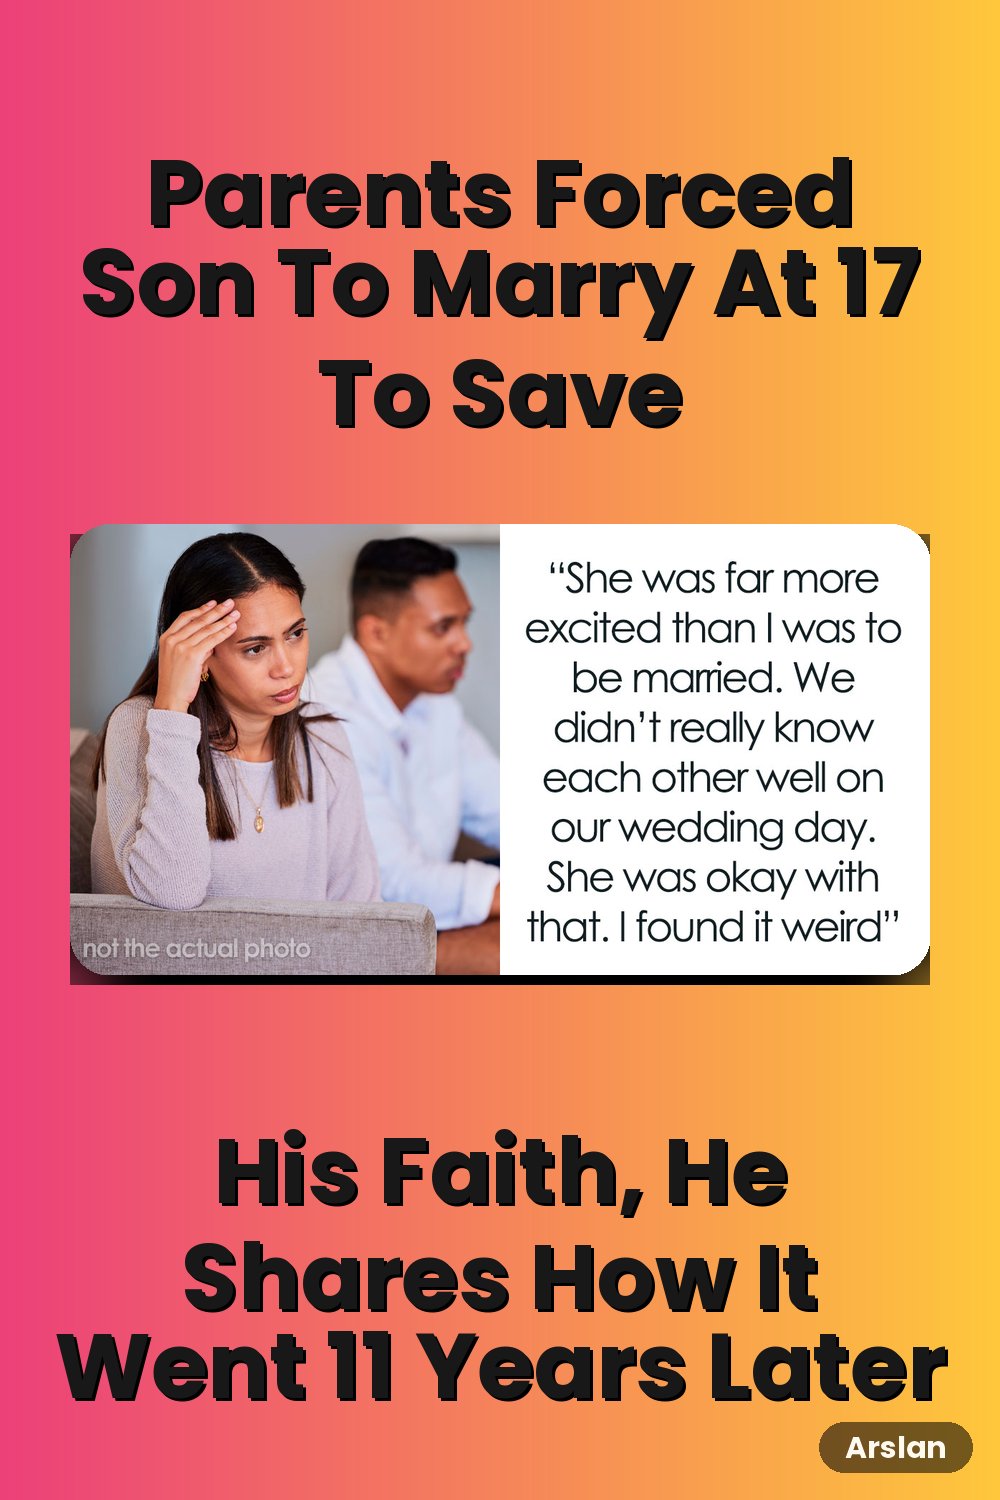 Parents Forced
Son To Marry At 17
To Save
“She was far more
excited than I was to
be married. We
didn’t really know
each other well on
our wedding day.
She was okay with
that. I found it weird”
not the actual photo
His Faith, He
Shares How It
Went 11 Years Later
Arslan